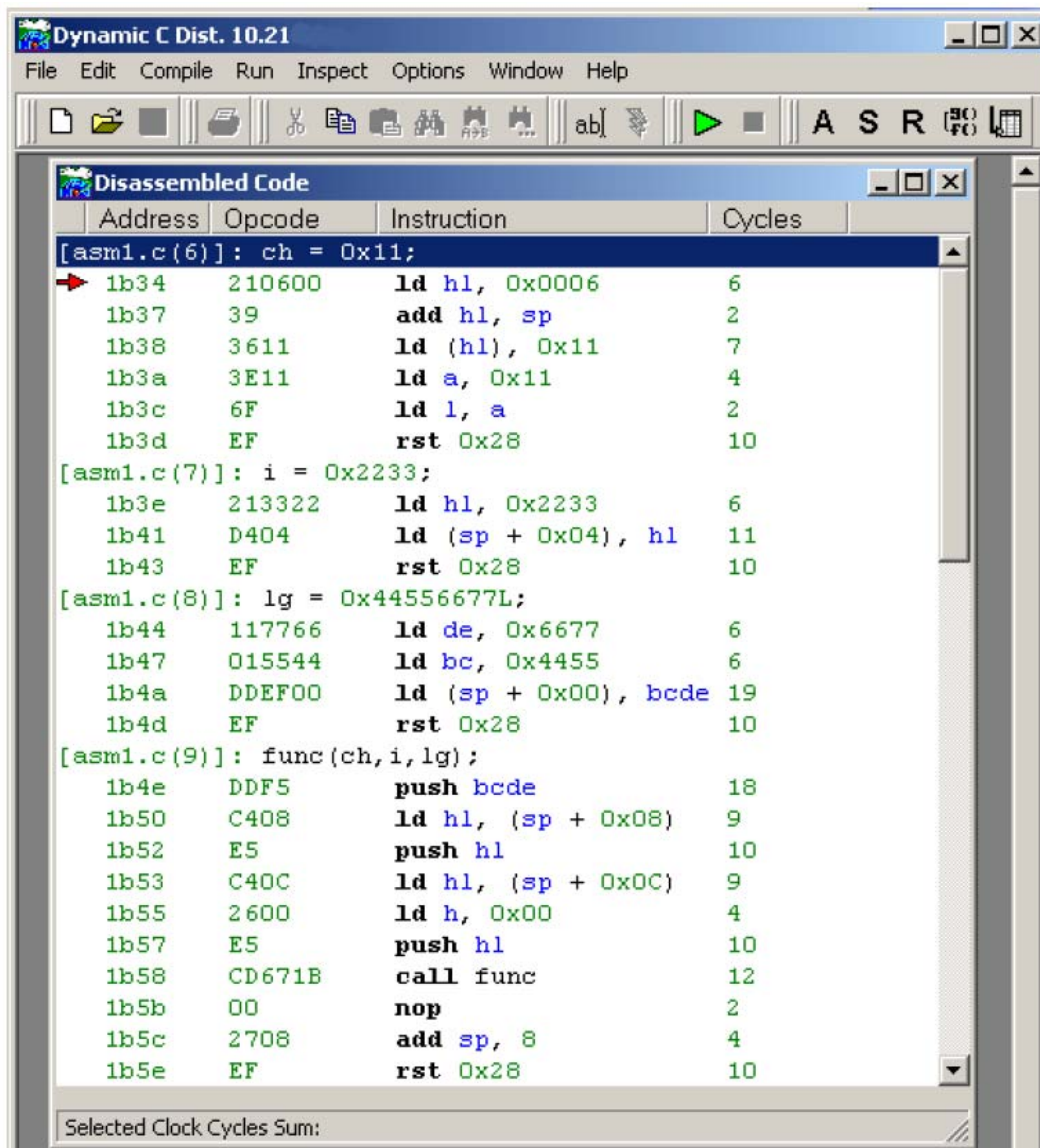 Dynamic C Dist. 10.21
File Edit Compile Run Inspect Options Window Help
ab A S R
Disassembled Code
Address Opcode Instruction Cycles
[asm1.c(6)]: ch = 0x11;
1b34 210600 ld hl, 0x0006 6
1b37 39 add hl, sp 2
1b38 3611 ld (hl), 0x11 7
1b3a 3E11 ld a, 0x11 4
1b3c 6F ld l, a 2
1b3d EF rst 0x28 10
[asm1.c(7)]: i = 0x2233;
1b3e 213322 ld hl, 0x2233 6
1b41 D404 ld (sp + 0x04), hl 11
1b43 EF rst 0x28 10
[asm1.c(8)]: lg = 0x44556677L;
1b44 117766 ld de, 0x6677 6
1b47 015544 ld bc, 0x4455 6
1b4a DDEF00 ld (sp + 0x00), bcde 19
1b4d EF rst 0x28 10
[asm1.c(9)]: func(ch,i,lg);
1b4e DDF5 push bcde 18
1b50 C408 ld hl, (sp + 0x08) 9
1b52 E5 push hl 10
1b53 C40C ld hl, (sp + 0x0C) 9
1b55 2600 ld h, 0x00 4
1b57 E5 push hl 10
1b58 CD671B call func 12
1b5b 00 nop 2
1b5c 2708 add sp, 8 4
1b5e EF rst 0x28 10
Selected Clock Cycles Sum: